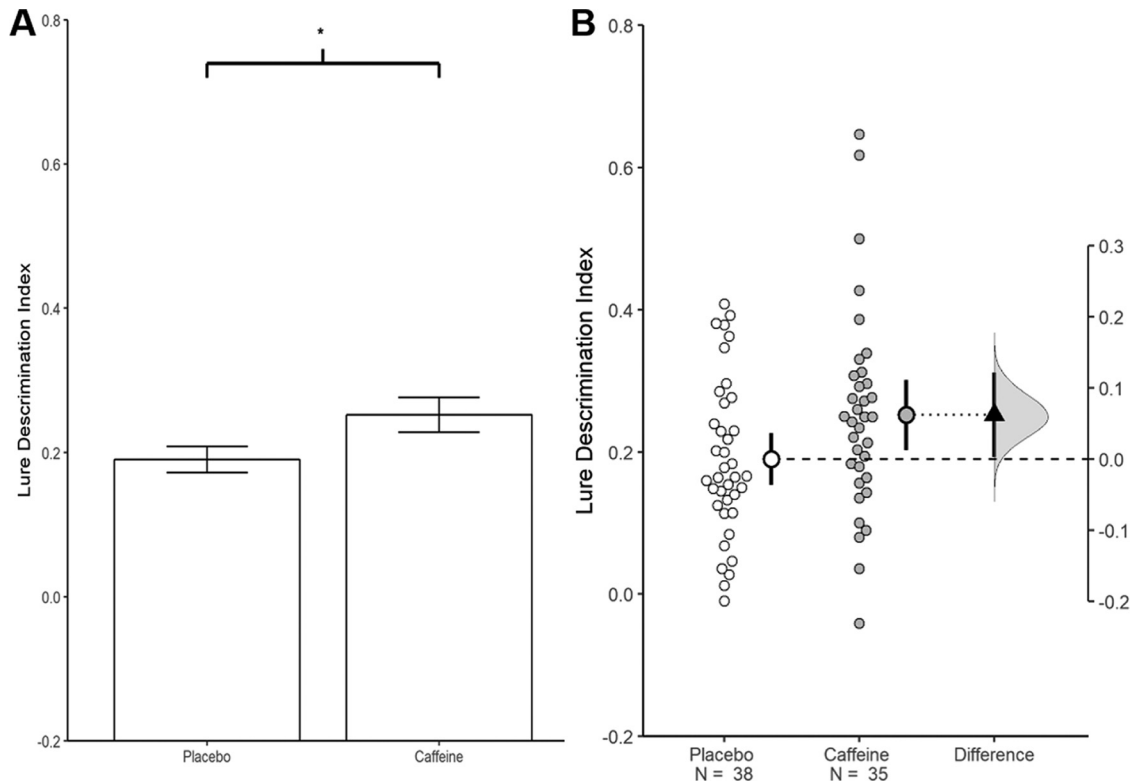 A
Lure Descrimination Index
0.8
0.6
0.4
0.2
0.0
-0.2
*
Placebo
Caffeine
B
Lure Descrimination Index
0.8
0.6
0.4
0.2
0.0
-0.2
0.3
0.2
0.1
0.0
-0.1
-0.2
Placebo
N = 38
Caffeine
N = 35
Difference